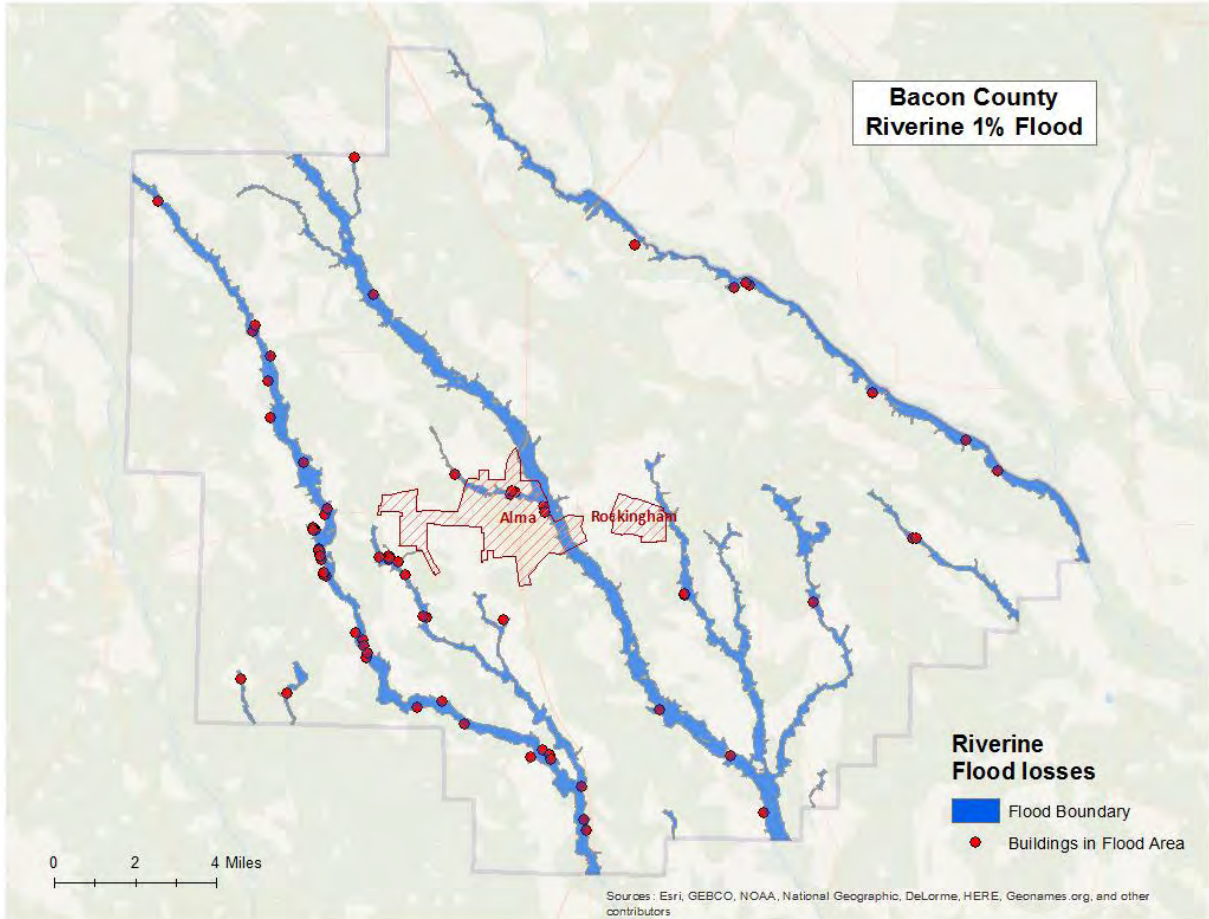 Bacon County
Riverine 1% Flood
Alma
Rockingham
Riverine
Flood losses
Flood Boundary
Buildings in Flood Area
0 2 4 Miles
Sources: Esri, GEBCO, NOAA, National Geographic, DeLorme, HERE, Geonames.org, and other
contributors